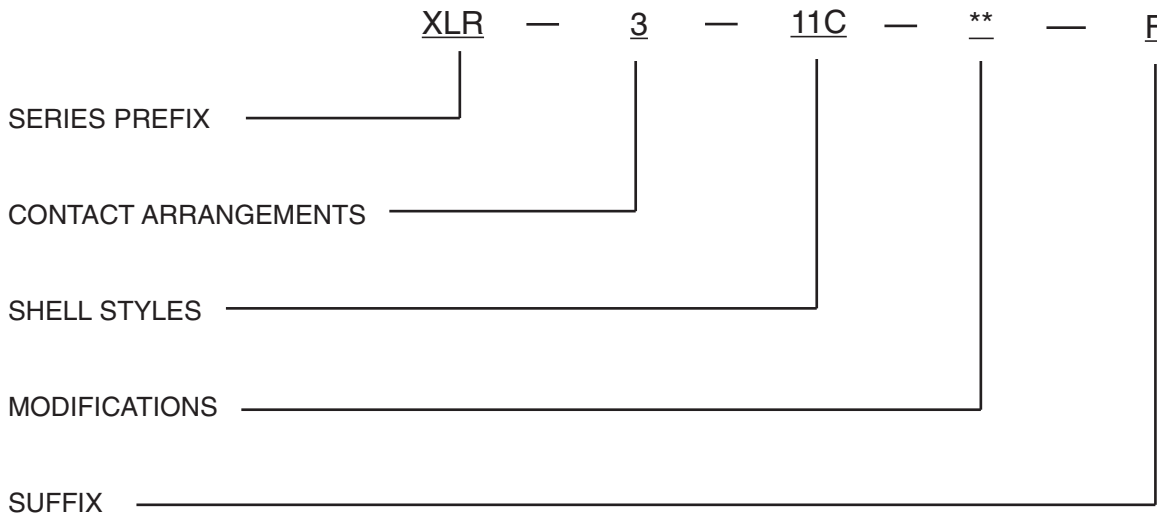 XLR — 3 — 11C — ** —
SERIES PREFIX
CONTACT ARRANGEMENTS
SHELL STYLES
MODIFICATIONS
SUFFIX